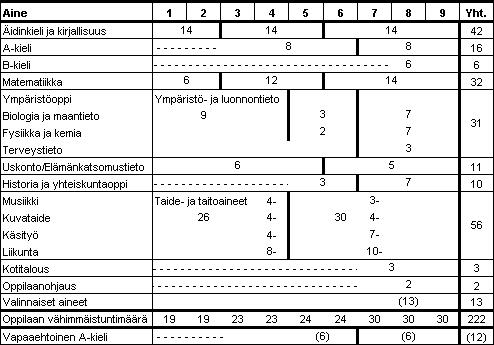 Aine 1 2 3 4 5 6 7 8 9 Yht.
Äidinkieli ja kirjallisuus 14 14 14 42
A-kieli - - - - - - - - - 8 8 16
B-kieli - - - - - - - - - - - - - - - - - - - - - - - - - - - - - - - - - 6 6
Matematiikka 6 12 14 32
Ympäristöoppi Ympäristö- ja luonnontieto
Biologia ja maantieto 9 3 7
31
Fysiikka ja kemia 2 7
Terveystieto 3
Uskonto/Elämänkatsomustieto 6 5 11
Historia ja yhteiskuntaoppi - - - - - - - - - - - - - - - - - - - 3 7 10
Musiikki Taide- ja taitoaineet 4- 3-
Kuvataide 26 4- 30 4- 56
Käsityö 4- 7-
Liikunta 8- 10-
Kotitalous - - - - - - - - - - - - - - - - - - - - - - - - - - - - - 3 3
Oppilaanohjaus - - - - - - - - - - - - - - - - - - - - - - - - - - - - - 2 2
Valinnaiset aineet (13) 13
Oppilaan vähimmäistuntimäärä 19 19 23 23 24 24 30 30 30 222
Vapaaehtoinen A-kieli - - - - - - - - - - (6) (6) (12)